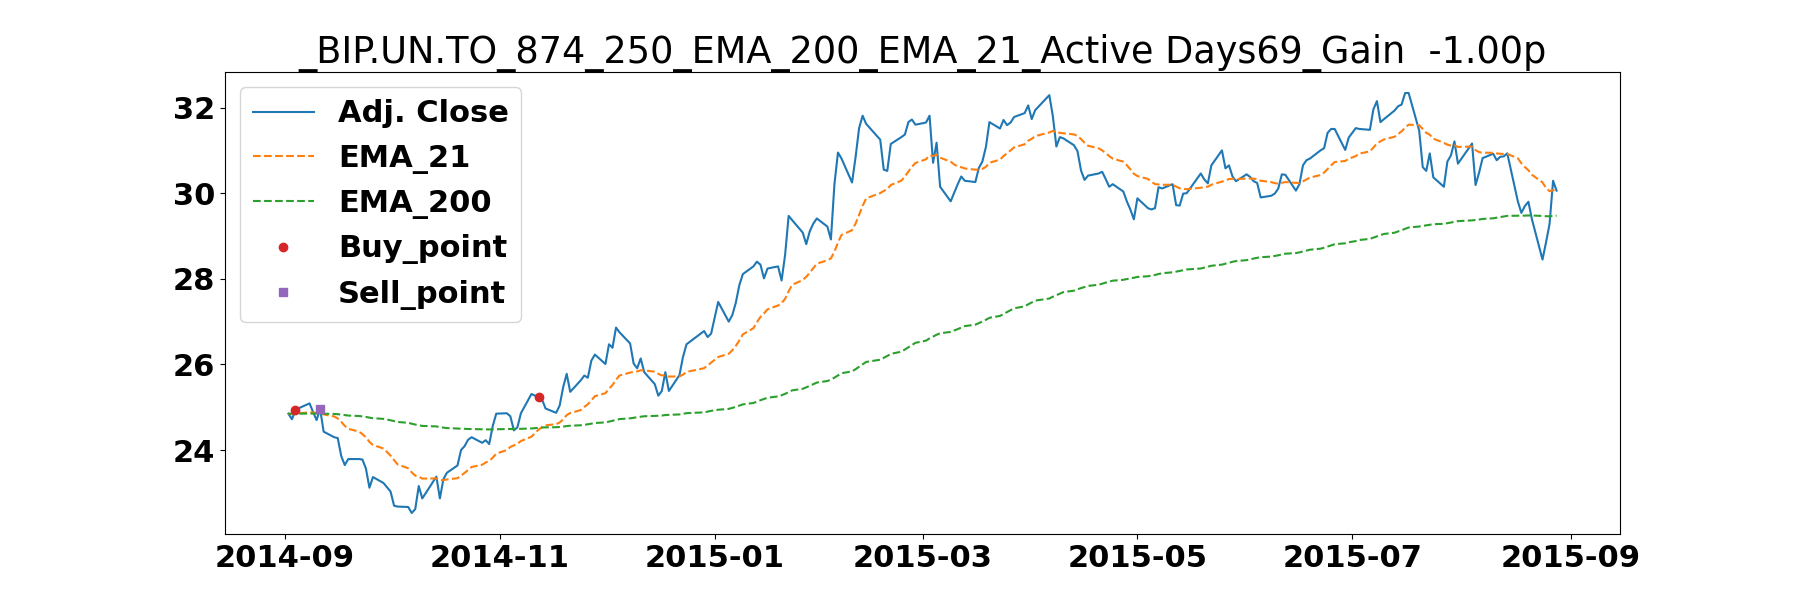 _BIP.UN.TO_874_250_EMA_200_EMA_21_Active Days69_Gain  -1.00p
Adj. Close
EMA_21
EMA_200
Buy_point
Sell_point
32
30
28
26
24
2014-09 2014-11 2015-01 2015-03 2015-05 2015-07 2015-09